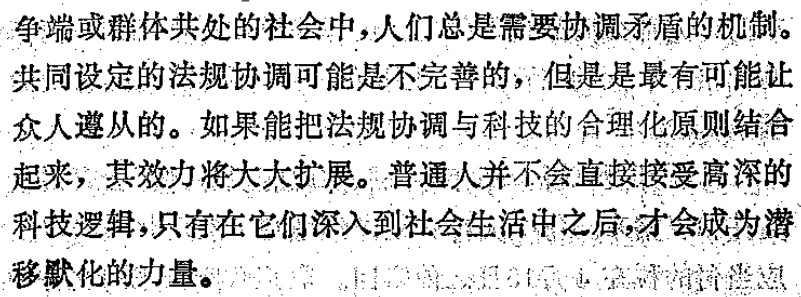 争端或群体共处的社会中,人们总是需要协调矛盾的机制。
共同设定的法规协调可能是不完善的，但是是最有可能让
众人遵从的。如果能把法规协调与科技的合理化原则结合
起来，其效力将大大扩展。普通人并不会直接接受高深的
科技逻辑,只有在它们深入到社会生活中之后,才会成为潜
移默化的力量。